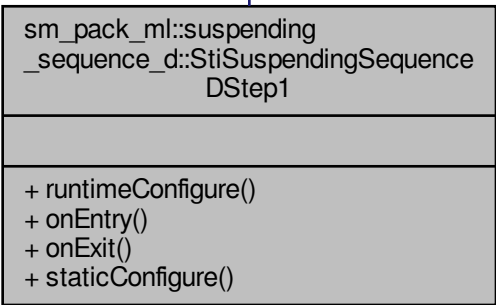 sm_pack_ml::suspending
_sequence_d::StiSuspendingSequence
DStep1
+ runtimeConfigure()
+ onEntry()
+ onExit()
+ staticConfigure()